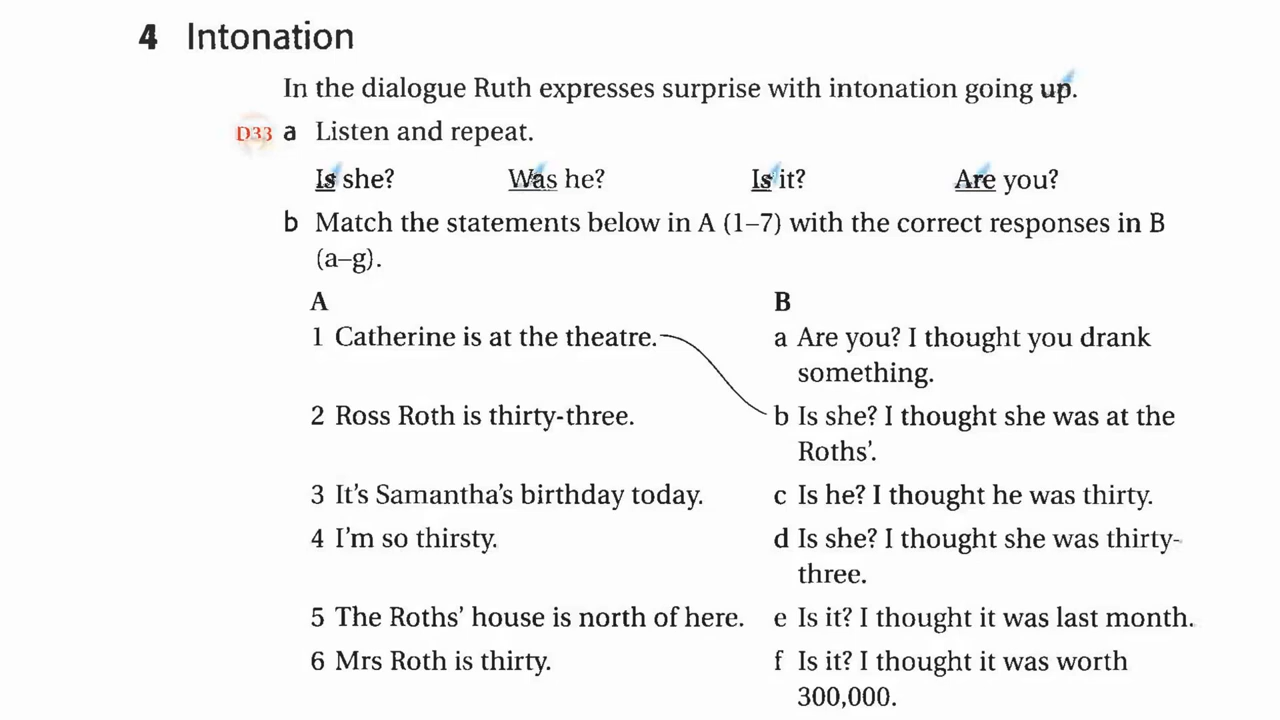 4 Intonation
In the dialogue Ruth expresses surprise with intonation going up.
D33 a Listen and repeat.
Is she? Was he? Is it? Are you?
b Match the statements below in A (1–7) with the correct responses in B
(a–g).
A B
1 Catherine is at the theatre. a Are you? I thought you drank
something.
2 Ross Roth is thirty-three. b Is she? I thought she was at the
Roths’.
3 It’s Samantha’s birthday today. c Is he? I thought he was thirty.
4 I’m so thirsty. d Is she? I thought she was thirty-
three.
5 The Roths’ house is north of here. e Is it? I thought it was last month.
6 Mrs Roth is thirty. f Is it? I thought it was worth
300,000.